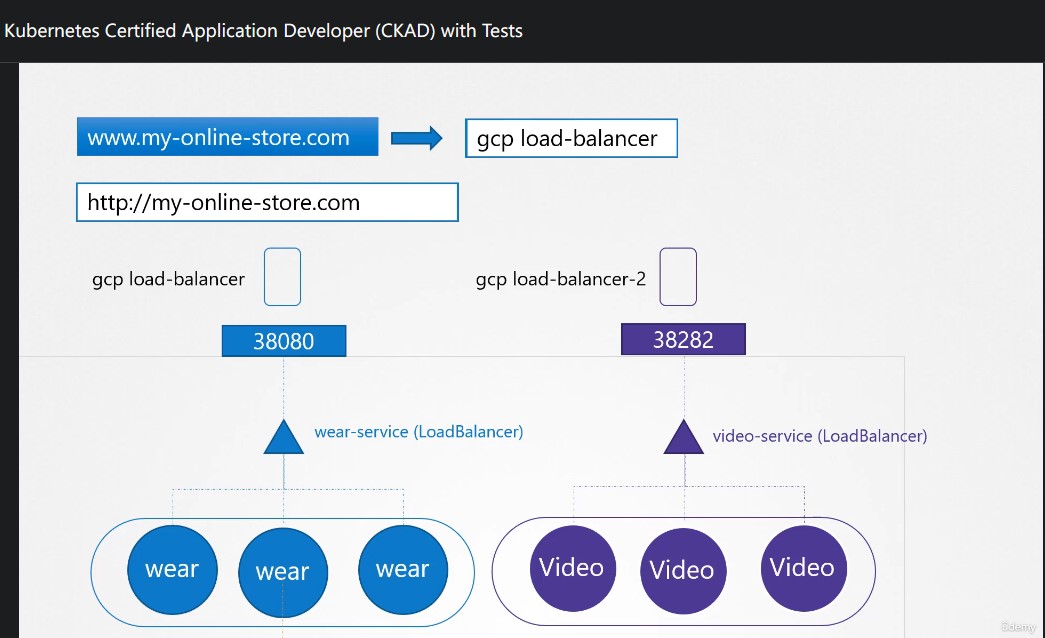 Kubernetes Certified Application Developer (CKAD) with Tests
www.my-online-store.com
gcp load-balancer
http://my-online-store.com
gcp load-balancer
gcp load-balancer-2
38080
38282
wear-service (LoadBalancer)
video-service (LoadBalancer)
wear
wear
wear
Video
Video
Video
ûdemy